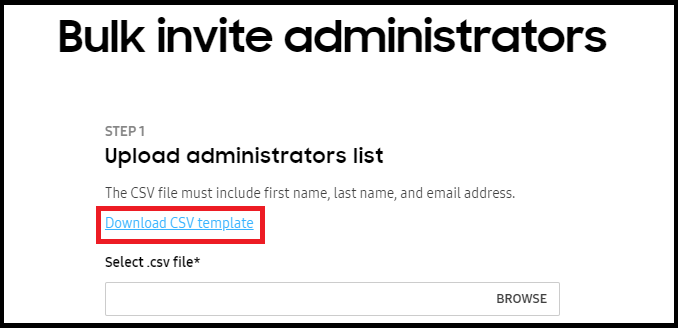 Bulk invite administrators
STEP 1
Upload administrators list
The CSV file must include first name, last name, and email address.
Download CSV template
Select .csv file*
BROWSE